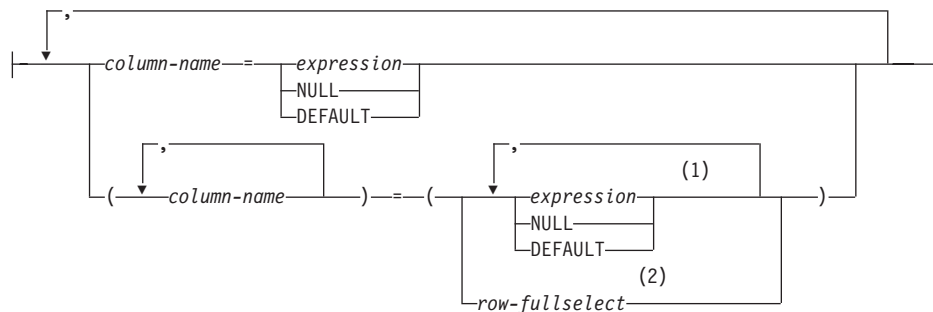 ,
column-name = expression
NULL
DEFAULT
, , (1)
( column-name ) = ( expression )
NULL
DEFAULT
(2)
row-fullselect